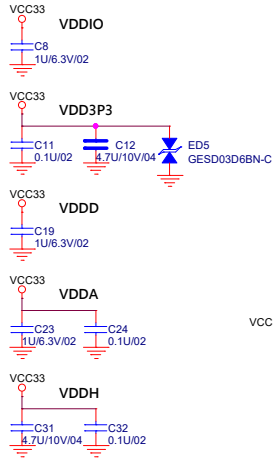 VCC33
VDDIO
C8
1U/6.3V/02
VCC33
VDD3P3
C11
0.1U/02
C12
4.7U/10V/04
ED5
GESD03D6BN-C
VCC33
VDDD
C19
1U/6.3V/02
VCC33
VDDA
C23
1U/6.3V/02
C24
0.1U/02
VCC
VCC33
VDDH
C31
4.7U/10V/04
C32
0.1U/02